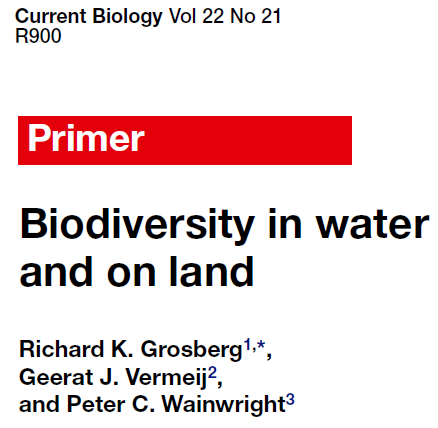 Current Biology Vol 22 No 21
R900
Primer
Biodiversity in water
and on land
Richard K. Grosberg¹,*,
Geerat J. Vermeij²,
and Peter C. Wainwright³